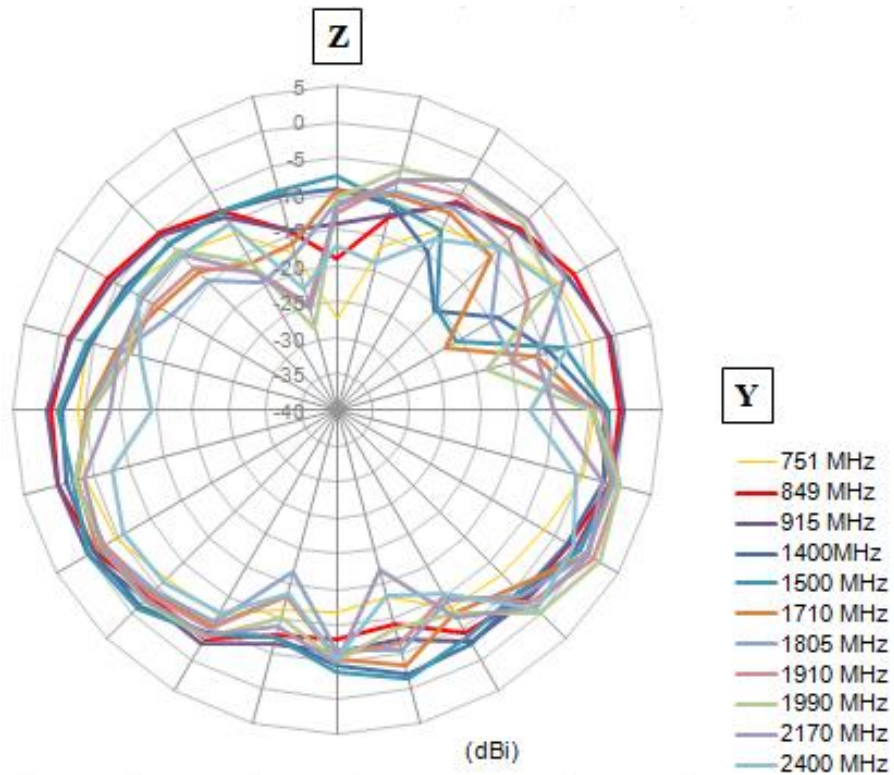 Z
5
0
-5
-10
-15
-20
-25
-30
-35
-40
Y
751 MHz
849 MHz
915 MHz
1400MHz
1500 MHz
1710 MHz
1805 MHz
1910 MHz
1990 MHz
2170 MHz
2400 MHz
(dBi)